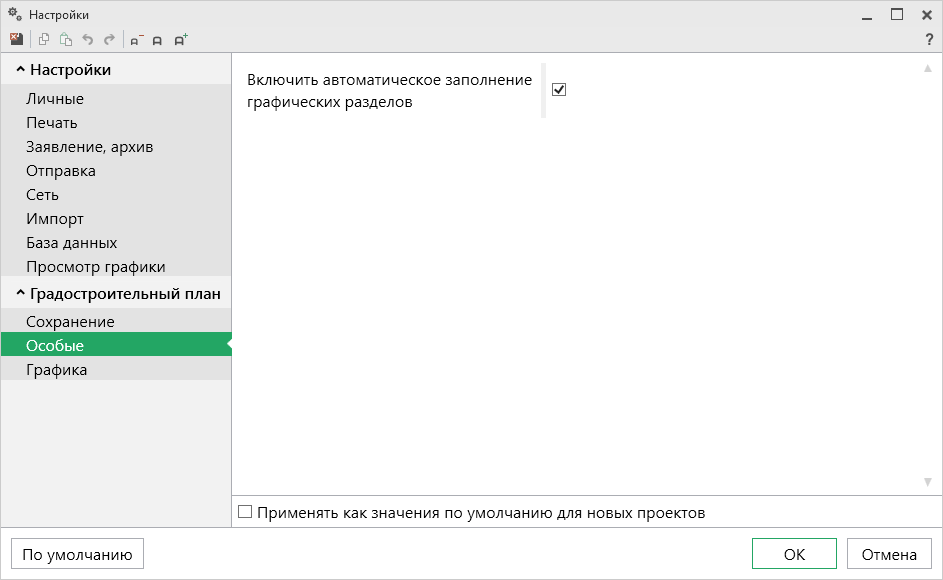 Настройки
?
Настройки
Личные
Печать
Заявление, архив
Отправка
Сеть
Импорт
База данных
Просмотр графики
Градостроительный план
Сохранение
Особые
Графика
Включить автоматическое заполнение
графических разделов
Применять как значения по умолчанию для новых проектов
По умолчанию
ОК
Отмена